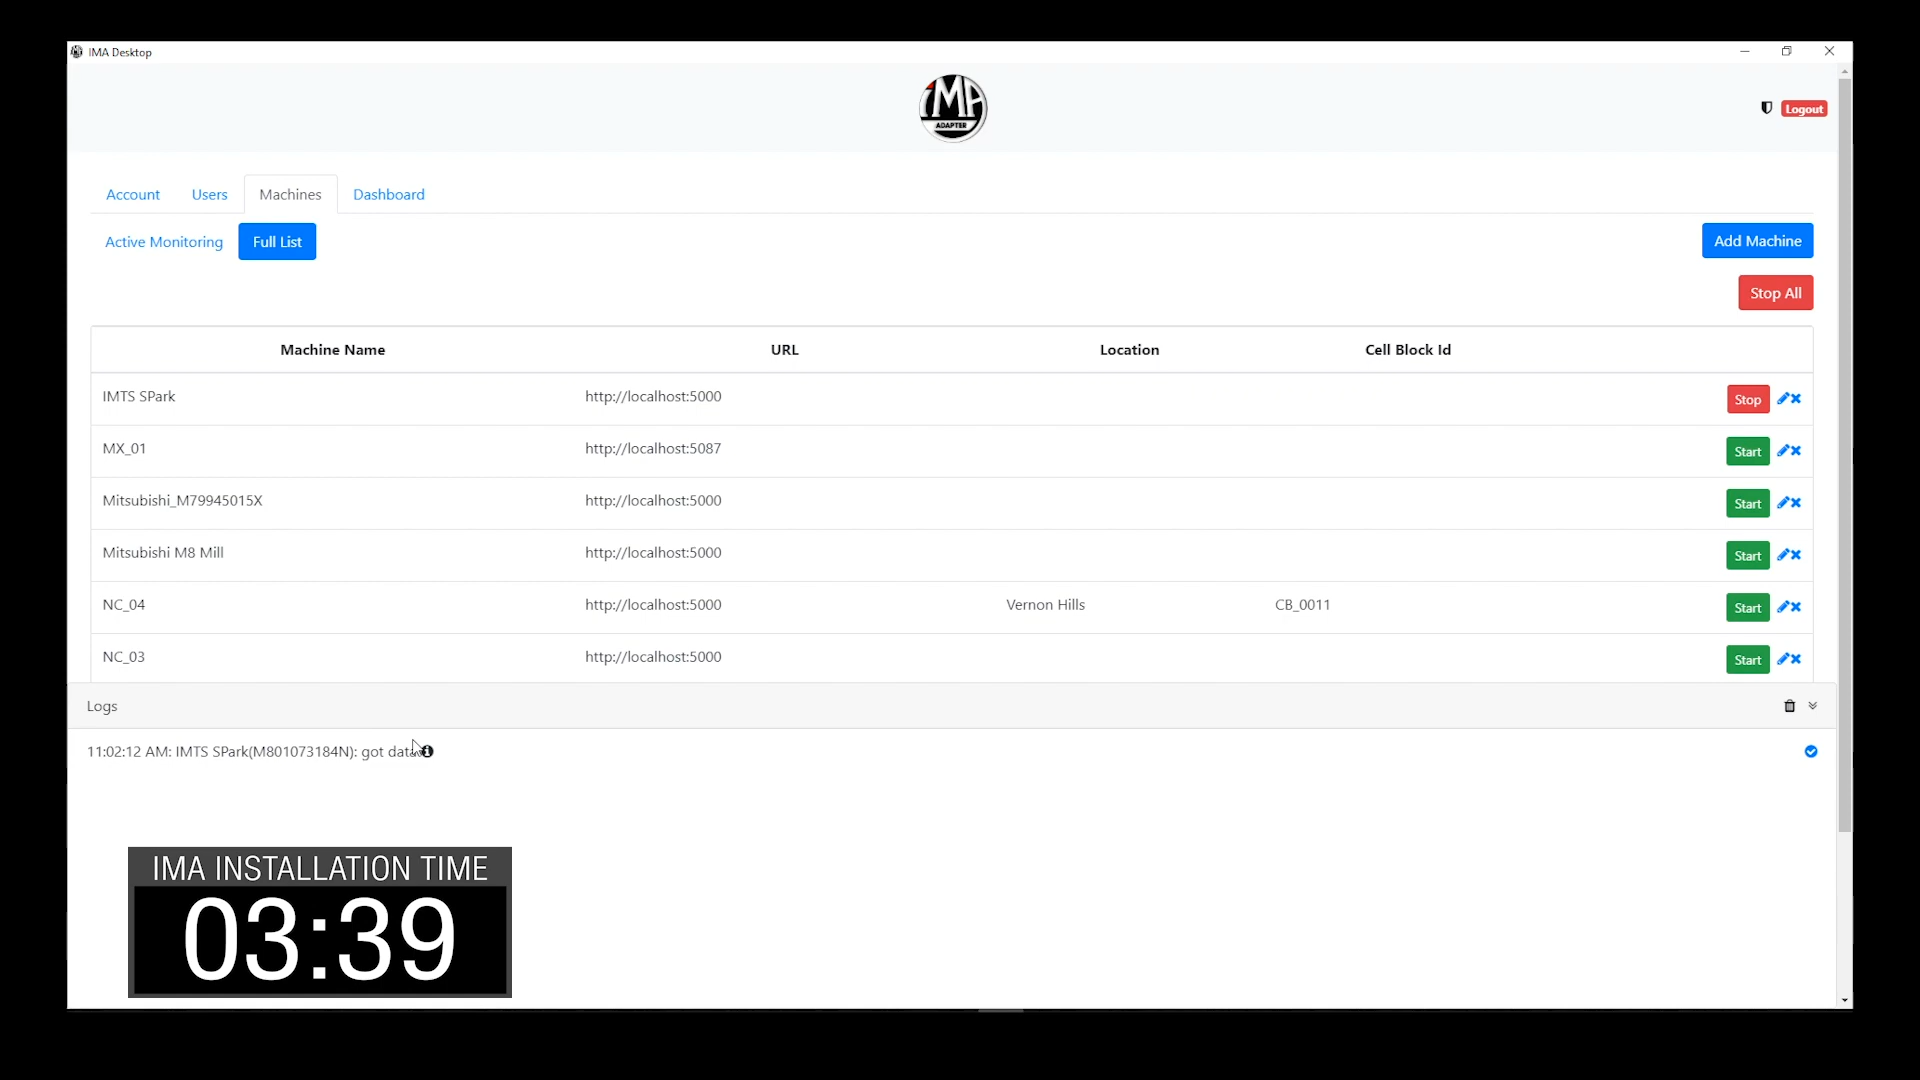 IMA Desktop
iMA
ADAPTER
Logout
Account Users Machines Dashboard
Active Monitoring Full List Add Machine
Stop All
Machine Name URL Location Cell Block Id
IMTS SPark http://localhost:5000 Stop
MX_01 http://localhost:5087 Start
Mitsubishi_M79945015X http://localhost:5000 Start
Mitsubishi M8 Mill http://localhost:5000 Start
NC_04 http://localhost:5000 Vernon Hills CB_0011 Start
NC_03 http://localhost:5000 Start
Logs
11:02:12 AM: IMTS SPark(M801073184N): got data
IMA INSTALLATION TIME
03:39